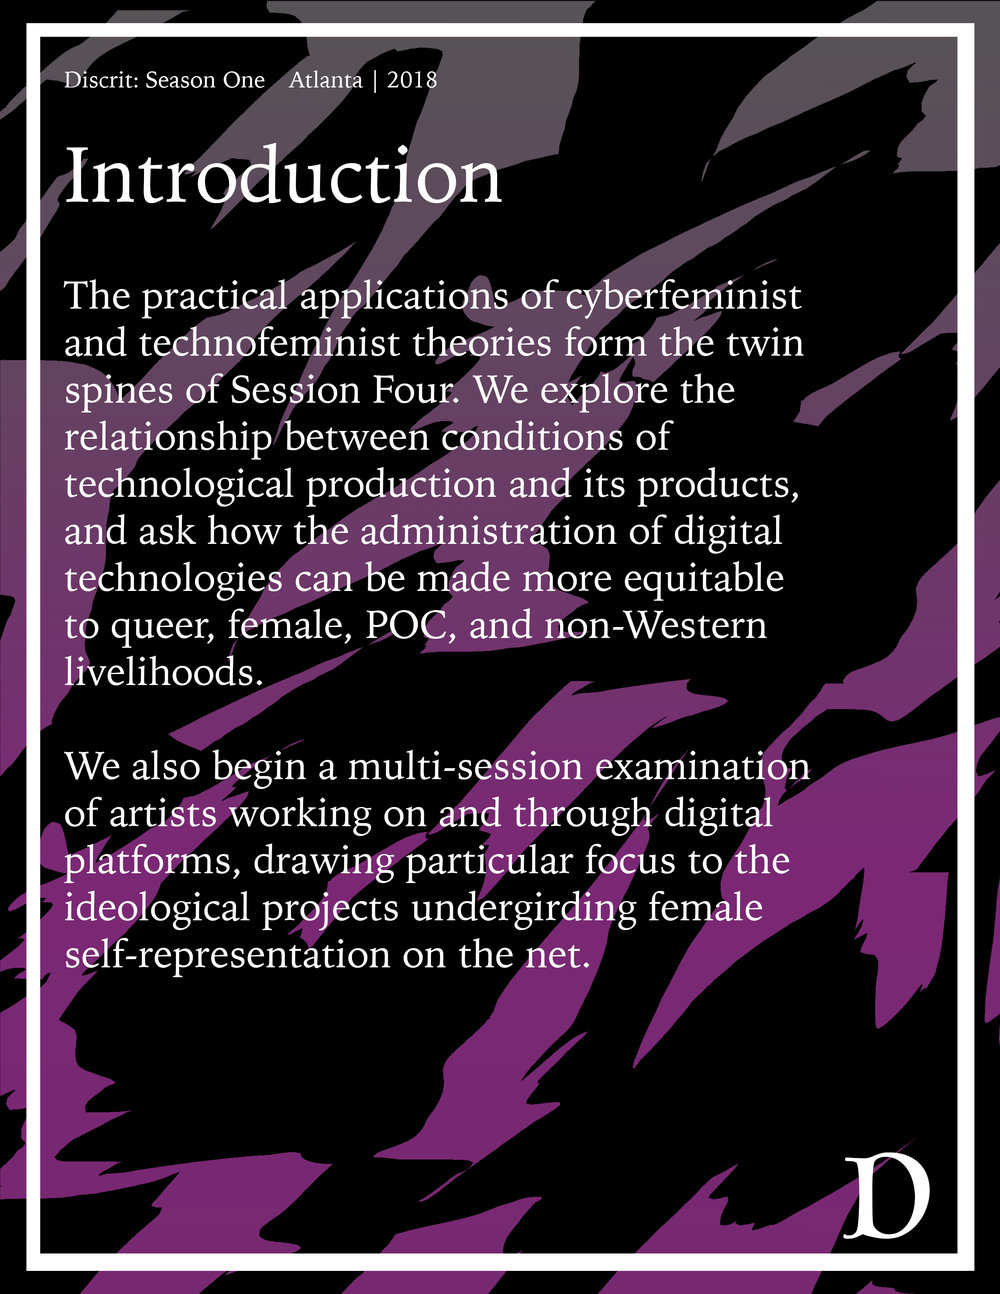 Discrit: Season One Atlanta | 2018
Introduction
The practical applications of cyberfeminist
and technofeminist theories form the twin
spines of Session Four. We explore the
relationship between conditions of
technological production and its products,
and ask how the administration of digital
technologies can be made more equitable
to queer, female, POC, and non-Western
livelihoods.
We also begin a multi-session examination
of artists working on and through digital
platforms, drawing particular focus to the
ideological projects undergirding female
self-representation on the net.
D